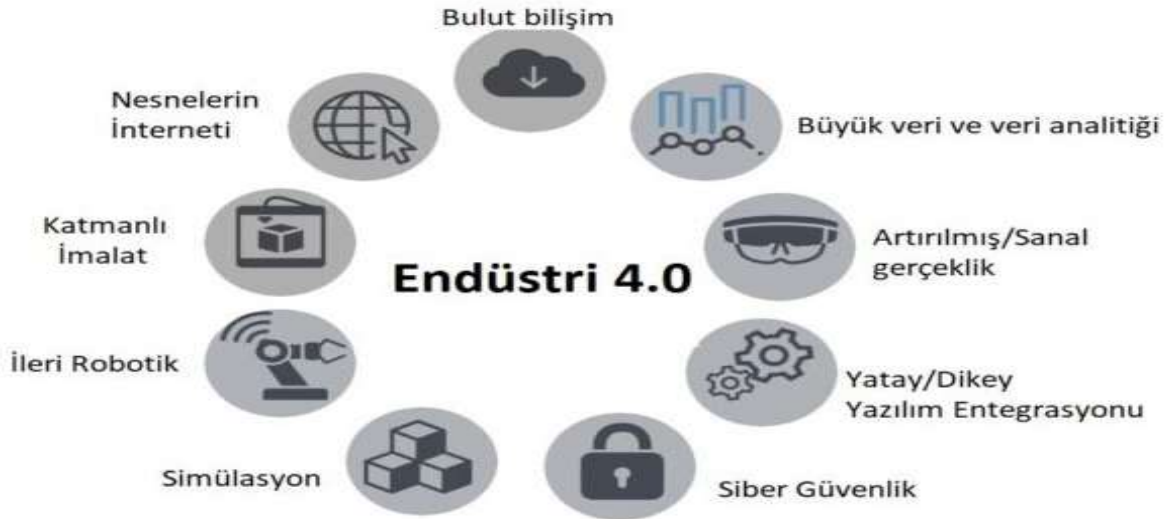 Bulut bilişim
Nesnelerin
İnterneti
Büyük veri ve veri analitiği
Katmanlı
İmalat
Artırılmış/Sanal
gerçeklik
Endüstri 4.0
İleri Robotik
Yatay/Dikey
Yazılım Entegrasyonu
Simülasyon
Siber Güvenlik